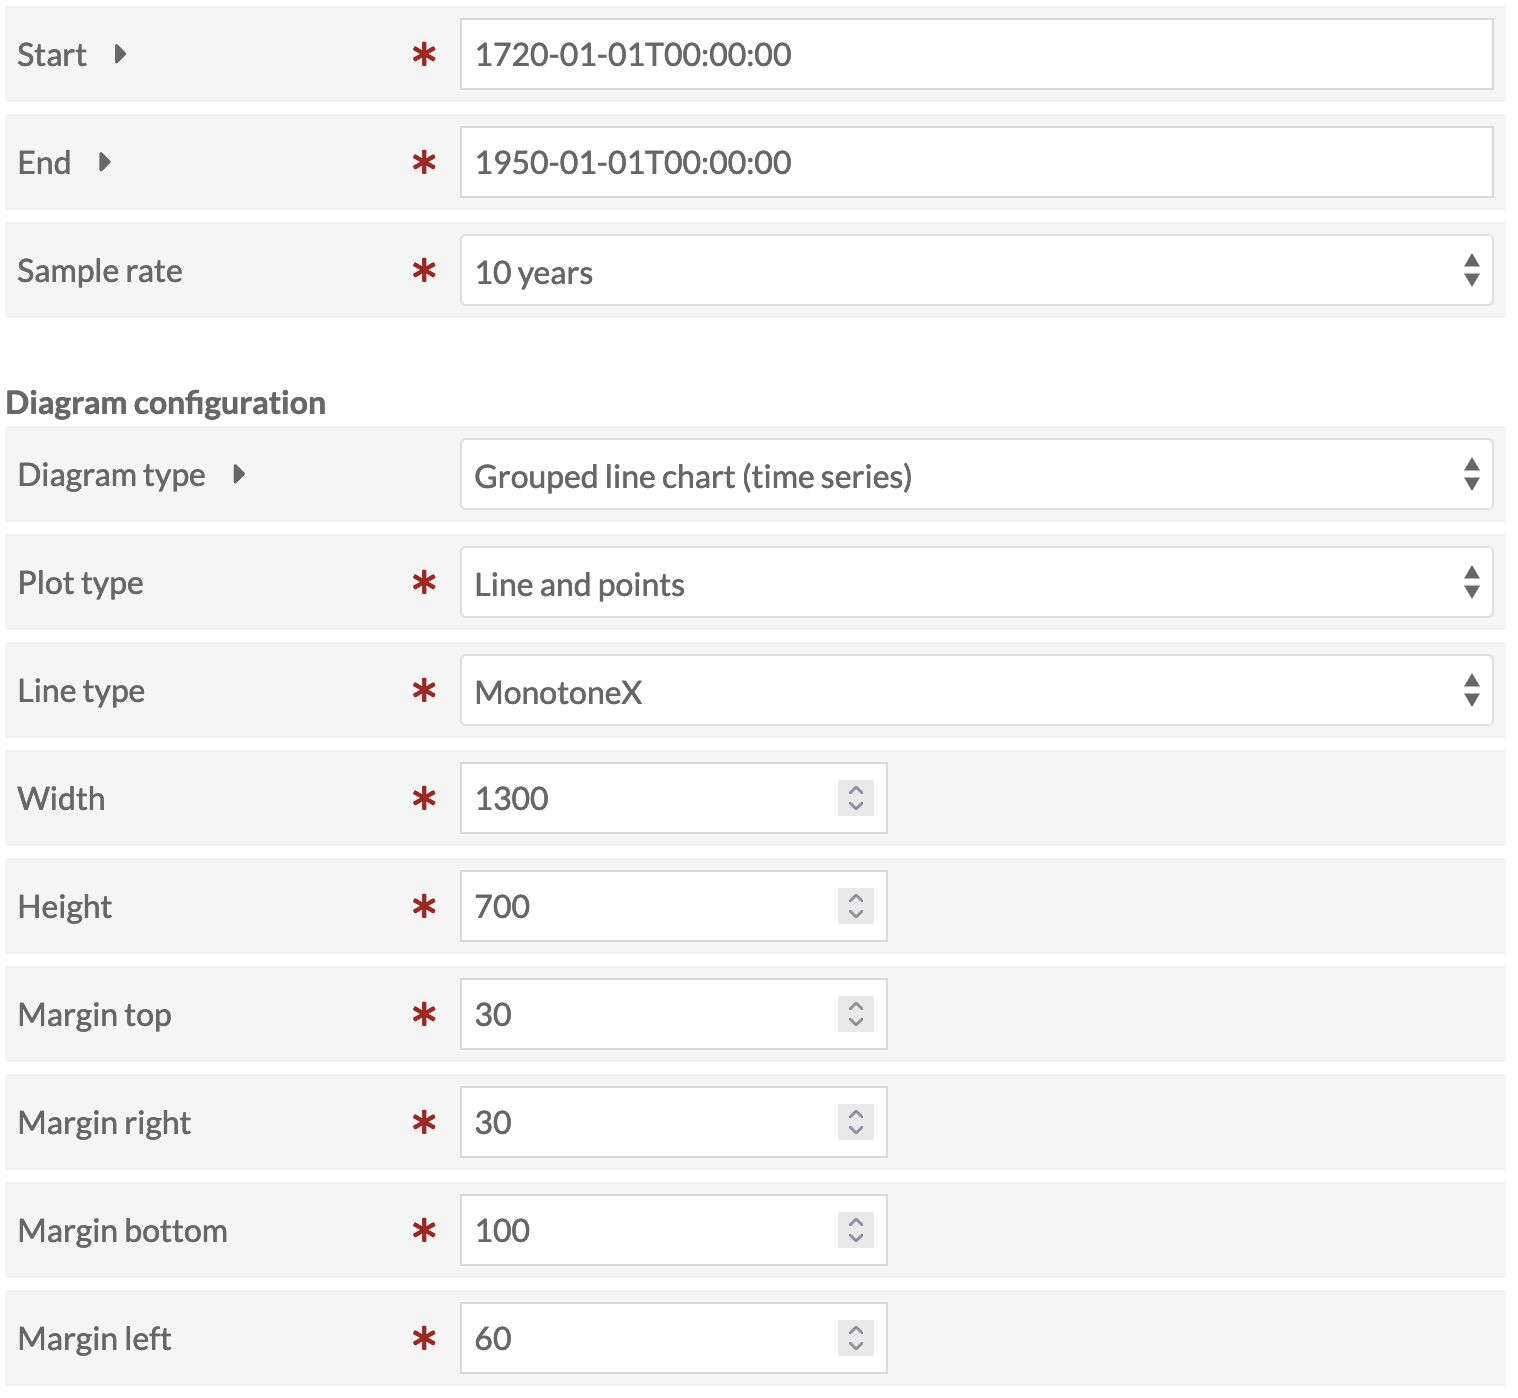 Start * 1720-01-01T00:00:00
End * 1950-01-01T00:00:00
Sample rate * 10 years
Diagram configuration
Diagram type Grouped line chart (time series)
Plot type * Line and points
Line type * MonotoneX
Width * 1300
Height * 700
Margin top * 30
Margin right * 30
Margin bottom * 100
Margin left * 60